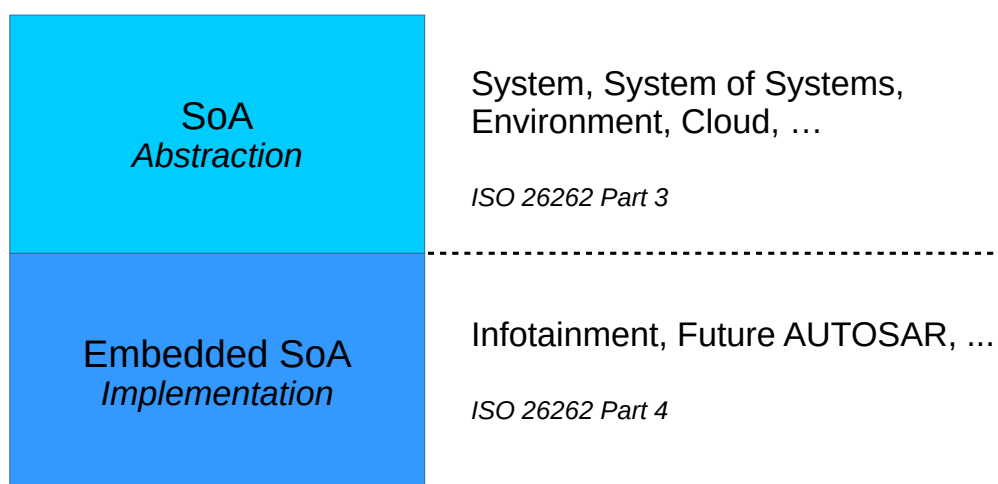 SoA
Abstraction
System, System of Systems,
Environment, Cloud, …
ISO 26262 Part 3
Embedded SoA
Implementation
Infotainment, Future AUTOSAR, ...
ISO 26262 Part 4